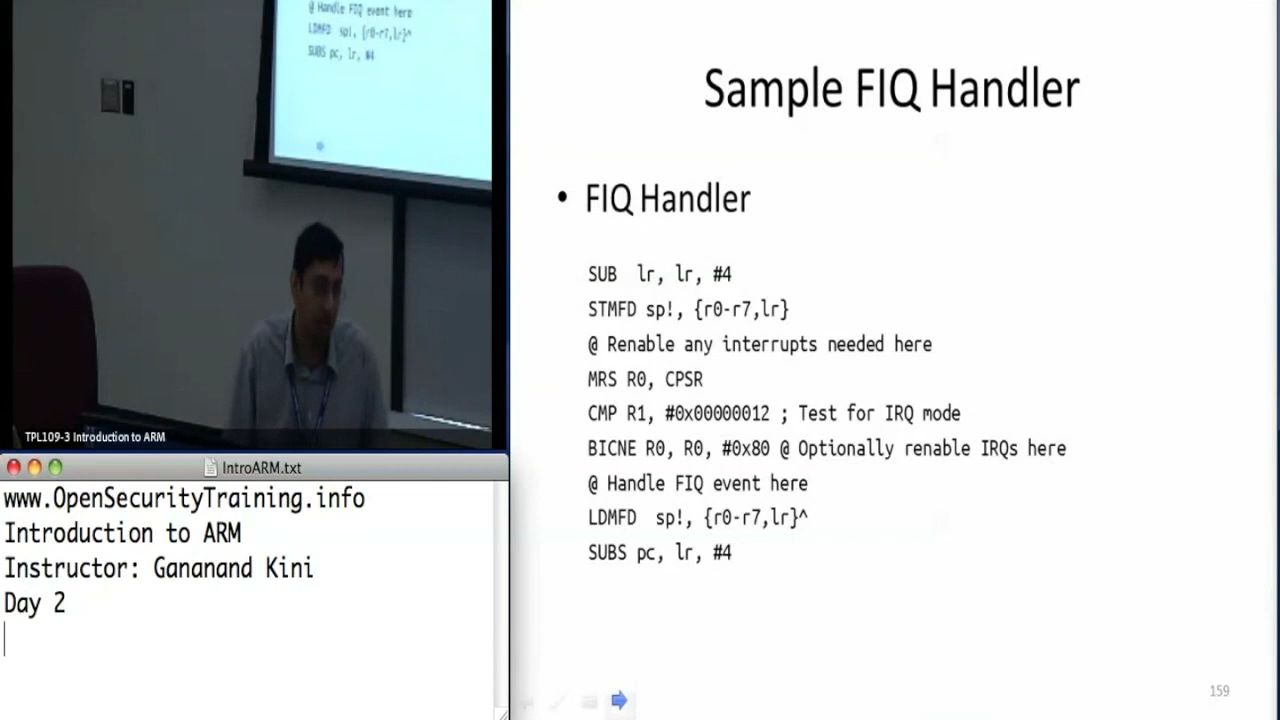 @ Handle FIQ event here
LDMFD sp!, {r0-r7,lr}^
SUBS pc, lr, #4
TPL109-3 Introduction to ARM
IntroARM.txt
www.OpenSecurityTraining.info
Introduction to ARM
Instructor: Gananand Kini
Day 2
Sample FIQ Handler
• FIQ Handler
SUB lr, lr, #4
STMFD sp!, {r0-r7,lr}
@ Renable any interrupts needed here
MRS R0, CPSR
CMP R1, #0x00000012 ; Test for IRQ mode
BICNE R0, R0, #0x80 @ Optionally renable IRQs here
@ Handle FIQ event here
LDMFD sp!, {r0-r7,lr}^
SUBS pc, lr, #4
159